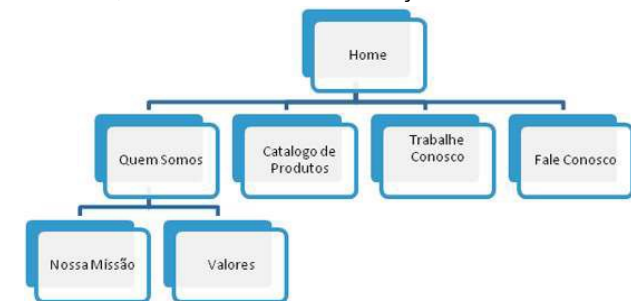 Home
Quem Somos
Catalogo de
Produtos
Trabalhe
Conosco
Fale Conosco
Nossa Missão
Valores